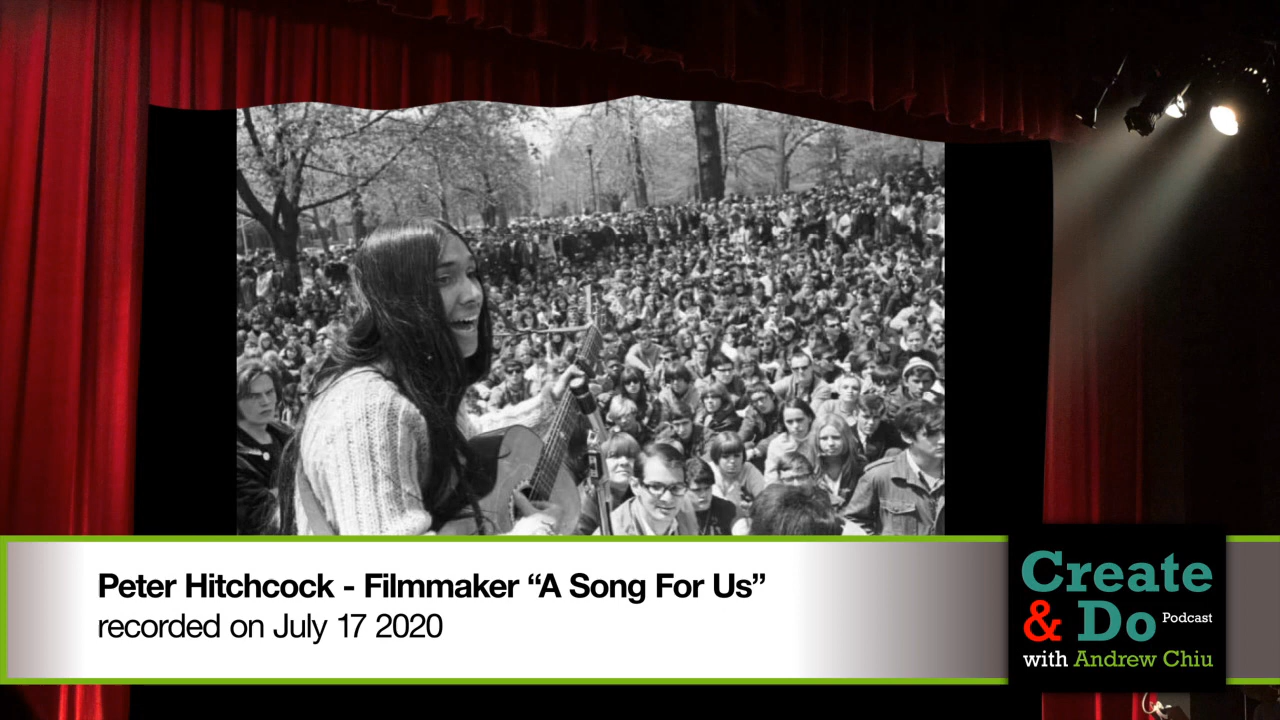 Peter Hitchcock - Filmmaker “A Song For Us”
recorded on July 17 2020
Create
& Do Podcast
with Andrew Chiu